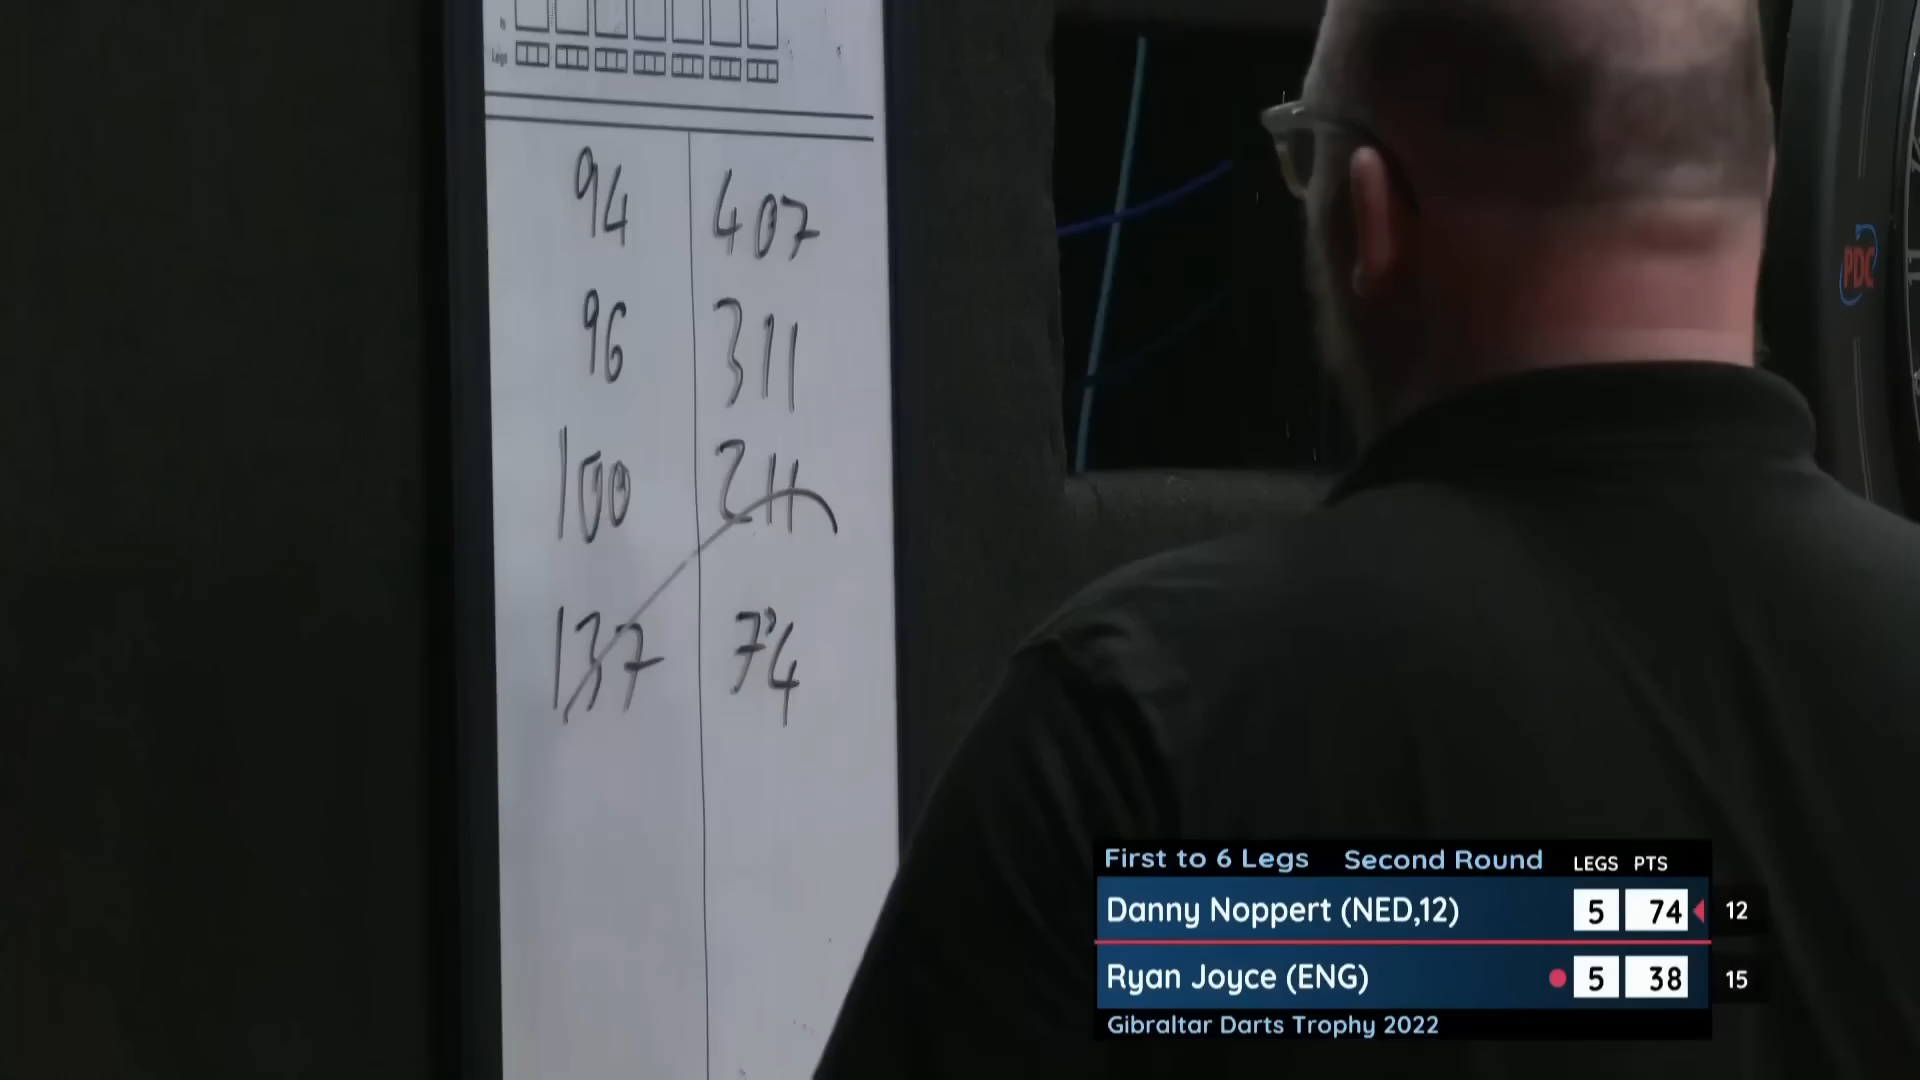 Legs
94 407
96 311
100 211
137 74
PDC
First to 6 Legs Second Round LEGS PTS
Danny Noppert (NED,12) 5 74 12
Ryan Joyce (ENG) 5 38 15
Gibraltar Darts Trophy 2022